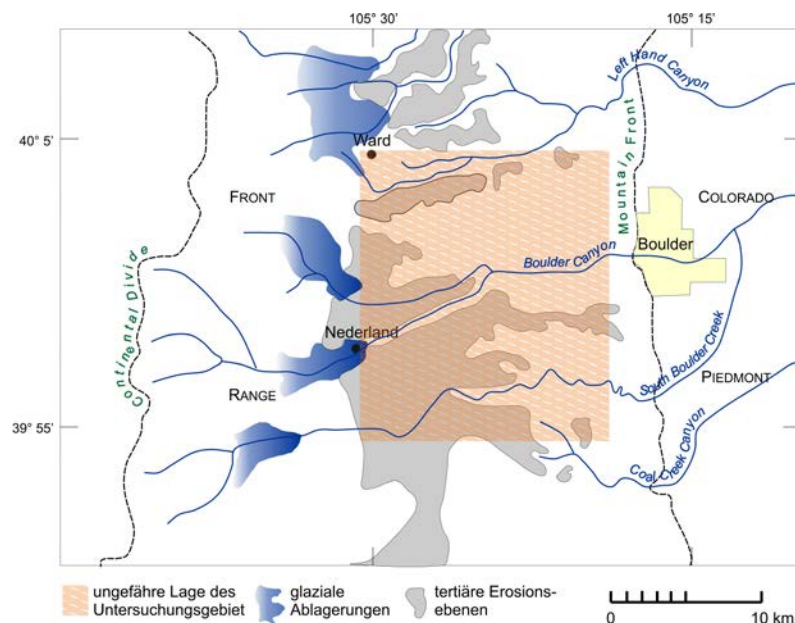 105° 30'
105° 15'
Left Hand Canyon
40° 5'
Ward
Mountain Front
FRONT
COLORADO
Continental Divide
Boulder
Boulder Canyon
Nederland
South Boulder Creek
PIEDMONT
RANGE
39° 55'
Coal Creek Canyon
ungefähre Lage des
Untersuchungsgebiet
glaziale
Ablagerungen
tertiäre Erosions-
ebenen
0
10 km